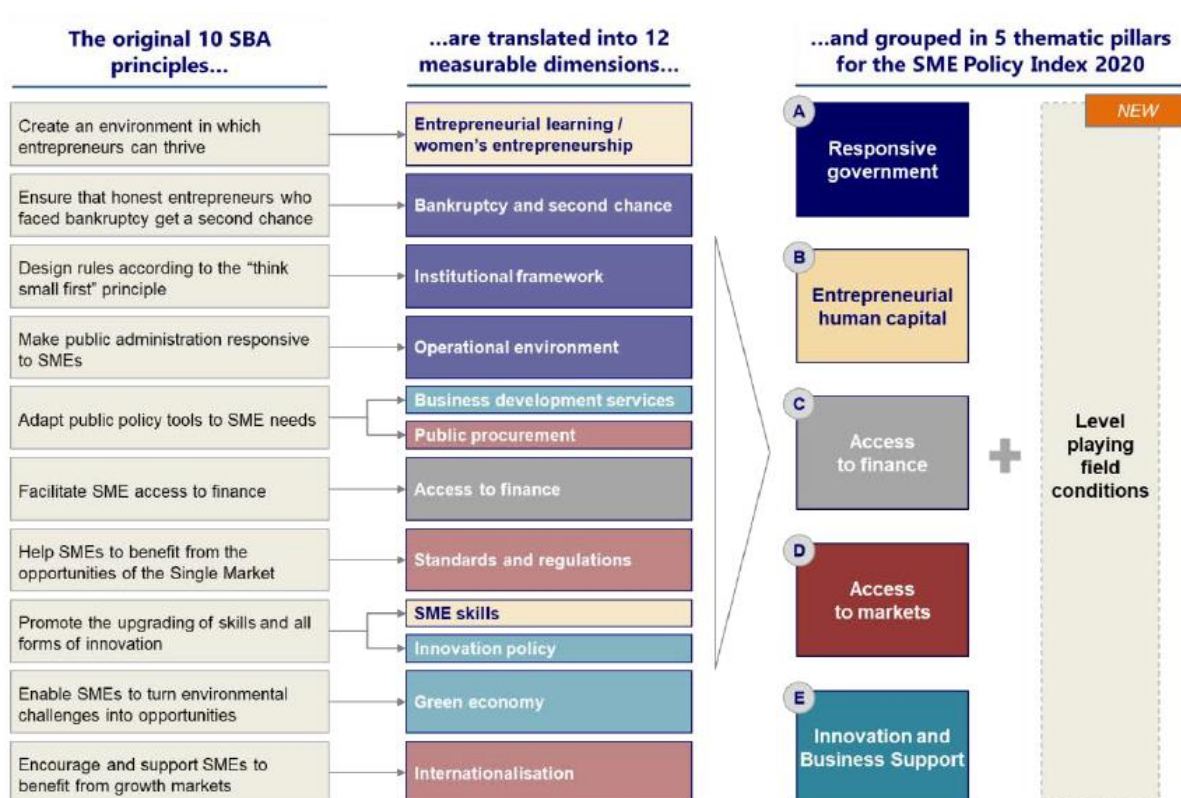 The original 10 SBA
principles...
Create an environment in which
entrepreneurs can thrive
Ensure that honest entrepreneurs who
faced bankruptcy get a second chance
Design rules according to the “think
small first” principle
Make public administration responsive
to SMEs
Adapt public policy tools to SME needs
Facilitate SME access to finance
Help SMEs to benefit from the
opportunities of the Single Market
Promote the upgrading of skills and all
forms of innovation
Enable SMEs to turn environmental
challenges into opportunities
Encourage and support SMEs to
benefit from growth markets
...are translated into 12
measurable dimensions...
Entrepreneurial learning /
women’s entrepreneurship
Bankruptcy and second chance
Institutional framework
Operational environment
Business development services
Public procurement
Access to finance
Standards and regulations
SME skills
Innovation policy
Green economy
Internationalisation
...and grouped in 5 thematic pillars
for the SME Policy Index 2020
A
Responsive
government
B
Entrepreneurial
human capital
C
Access
to finance
D
Access
to markets
E
Innovation and
Business Support
NEW
Level
playing
field
conditions